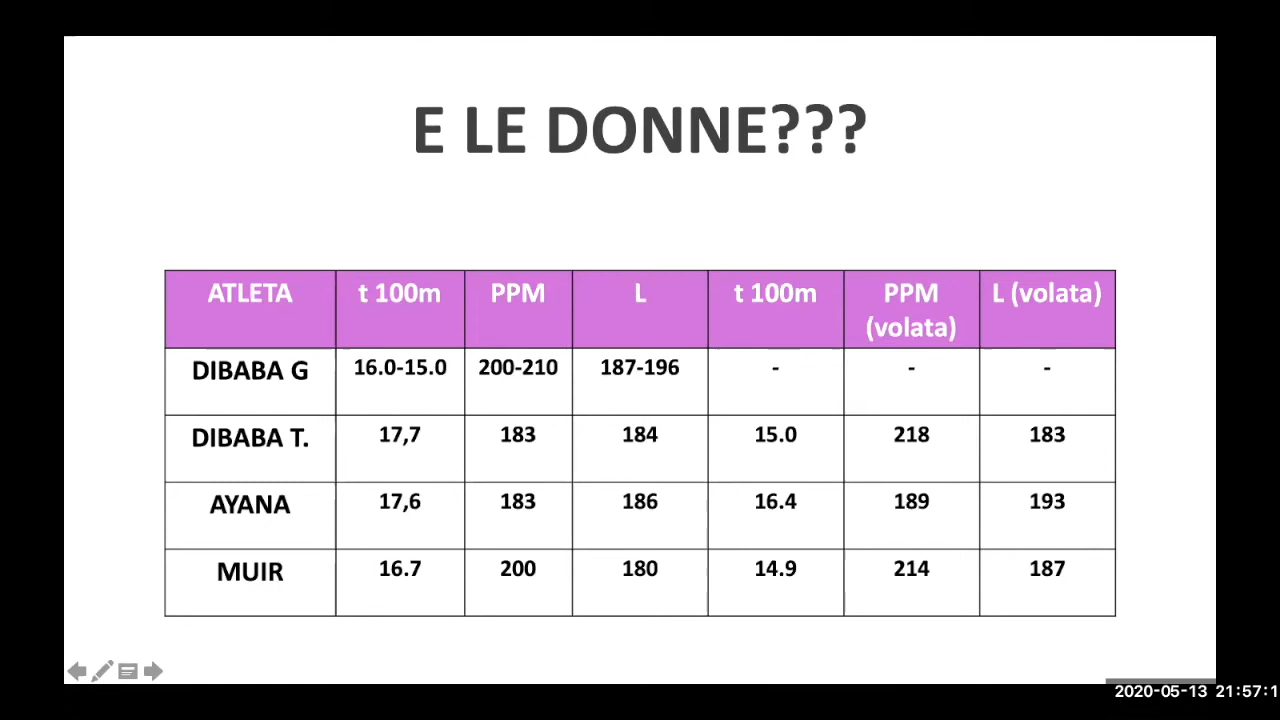 E LE DONNE???
ATLETA t 100m PPM L t 100m PPM (volata) L (volata)
DIBABA G 16.0-15.0 200-210 187-196 - - -
DIBABA T. 17,7 183 184 15.0 218 183
AYANA 17,6 183 186 16.4 189 193
MUIR 16.7 200 180 14.9 214 187
2020-05-13 21:57:1